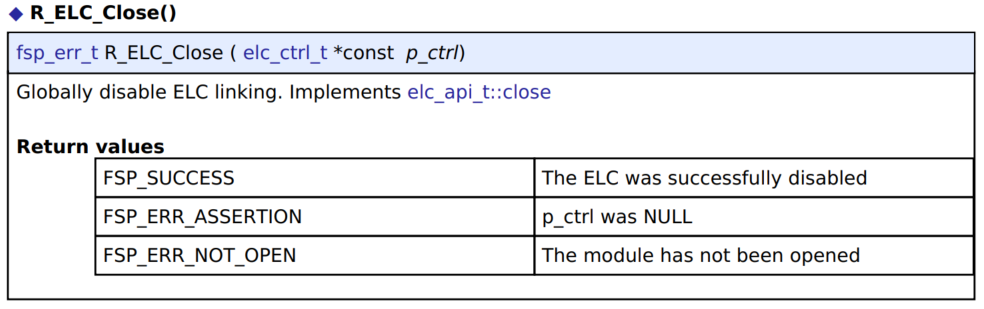 ◆ R_ELC_Close()
fsp_err_t R_ELC_Close ( elc_ctrl_t *const p_ctrl)
Globally disable ELC linking. Implements elc_api_t::close
Return values
FSP_SUCCESS The ELC was successfully disabled
FSP_ERR_ASSERTION p_ctrl was NULL
FSP_ERR_NOT_OPEN The module has not been opened